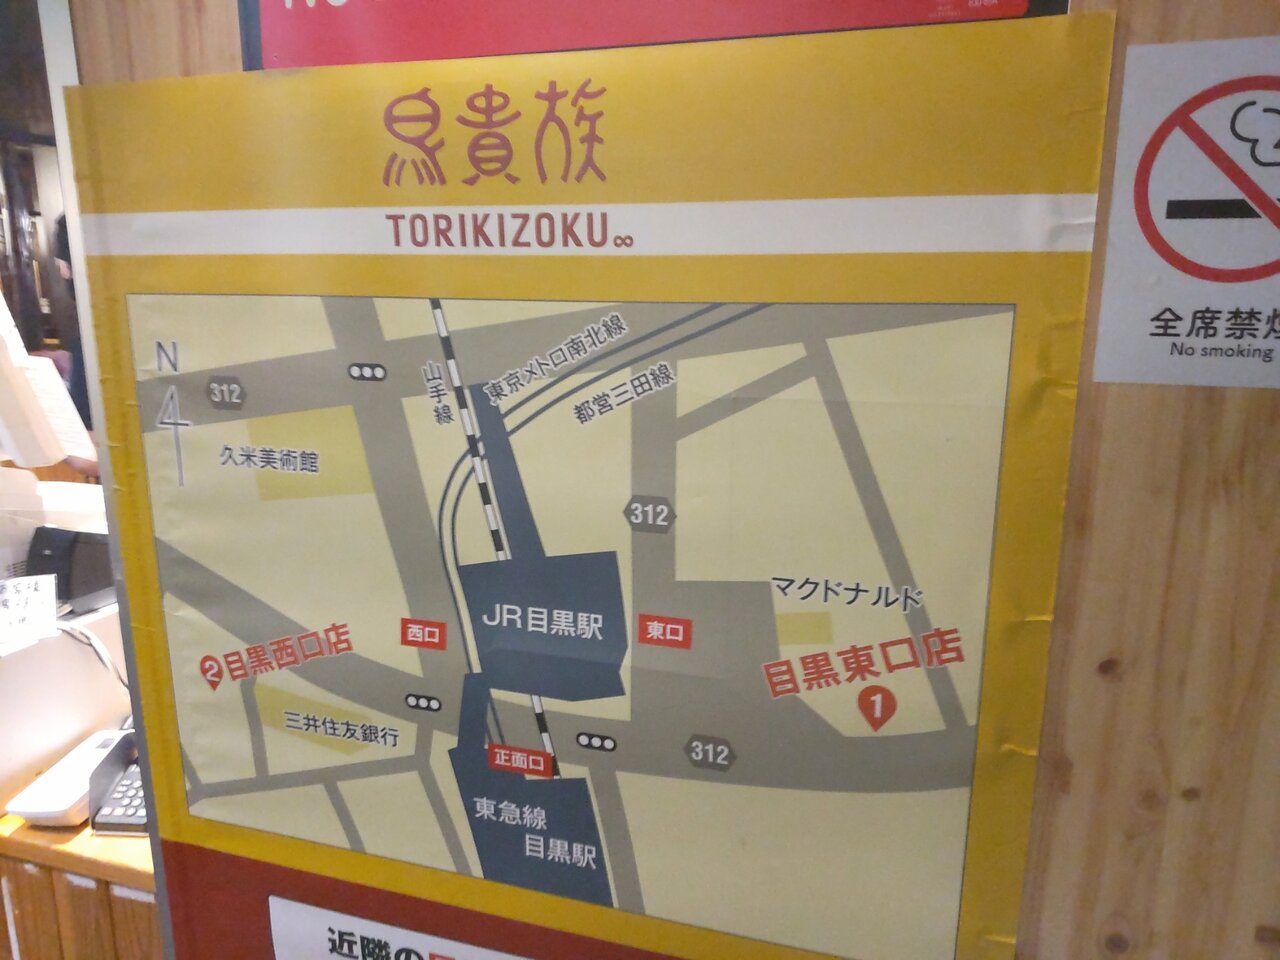 鳥貴族
TORIKIZOKU∞
N
312
山手線
東京メトロ南北線
都営三田線
久米美術館
312
JR目黒駅
西口
東口
マクドナルド
2 目黒西口店
目黒東口店
1
三井住友銀行
正面口
312
東急線
目黒駅
近隣の
全席禁煙
No smoking